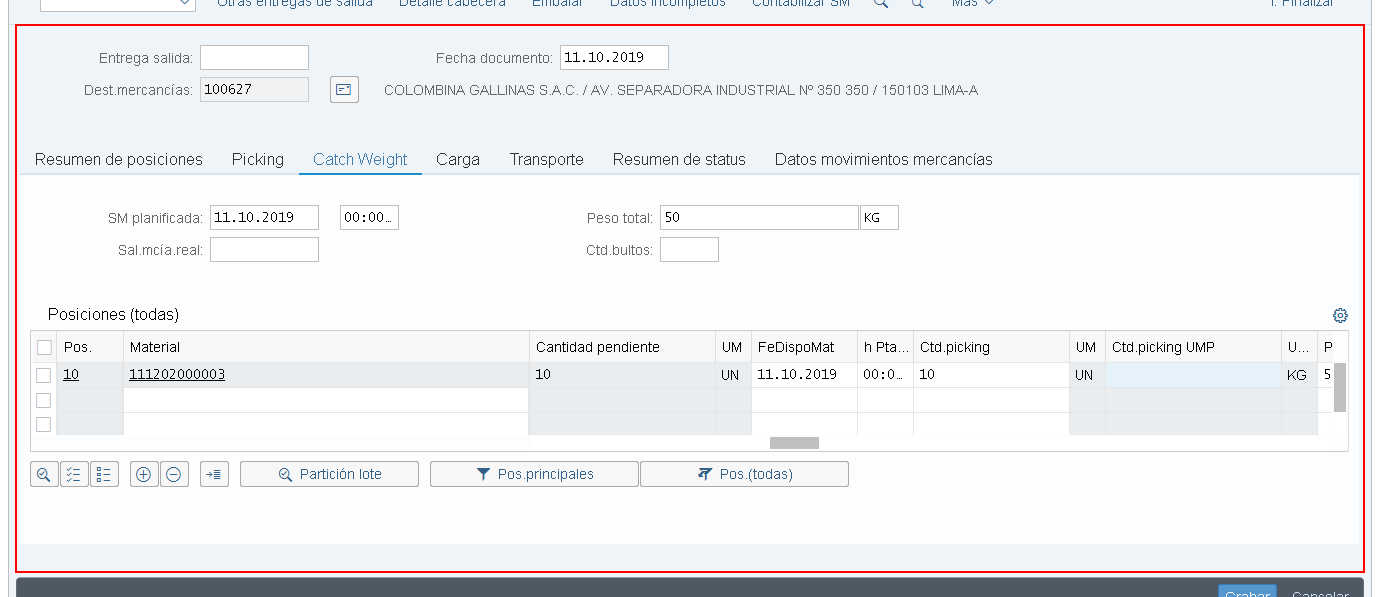 Otras entregas de salida Detalle cabecera Embalar Datos incompletos Contabilizar SM Más T. Finalizar
Entrega salida: Fecha documento: 11.10.2019
Dest.mercancías: 100627 COLOMBINA GALLINAS S.A.C. / AV. SEPARADORA INDUSTRIAL Nº 350 350 / 150103 LIMA-A
Resumen de posiciones Picking Catch Weight Carga Transporte Resumen de status Datos movimientos mercancías
SM planificada: 11.10.2019 00:00… Peso total: 50 KG
Sal.mcía.real: Ctd.bultos:
Posiciones (todas)
Pos. Material Cantidad pendiente UM FeDispoMat h Pta... Ctd.picking UM Ctd.picking UMP U... P
10 111202000003 10 UN 11.10.2019 00:0… 10 UN KG 5
Partición lote Pos.principales Pos.(todas)
Grabar Cancelar